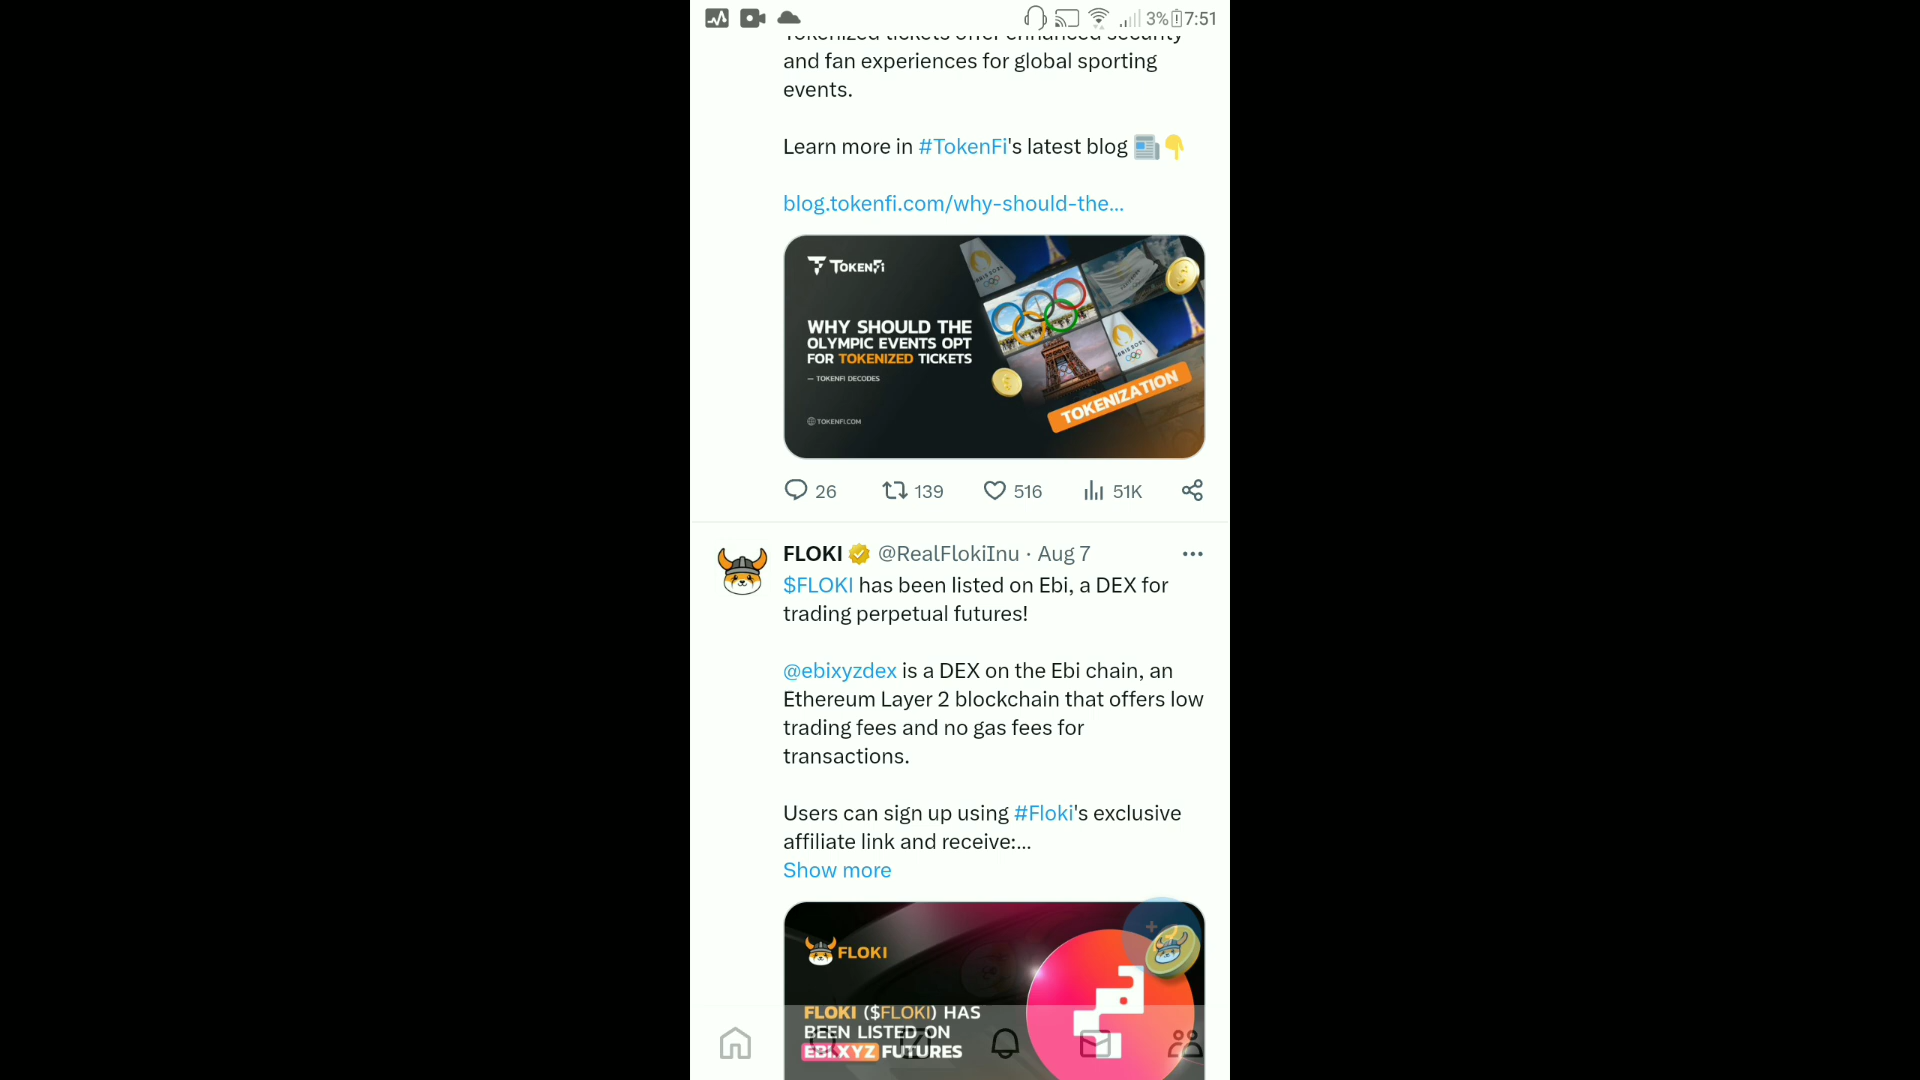 3% 7:51
Tokenized tickets offer enhanced security
and fan experiences for global sporting
events.
Learn more in #TokenFi's latest blog
blog.tokenfi.com/why-should-the...
TOKENFI
WHY SHOULD THE
OLYMPIC EVENTS OPT
FOR TOKENIZED TICKETS
— TOKENFI DECODES
TOKENFI.COM
PARIS 2024
TOKENIZATION
26 139 516 51K
FLOKI @RealFlokiInu · Aug 7
$FLOKI has been listed on Ebi, a DEX for
trading perpetual futures!
@ebixyzdex is a DEX on the Ebi chain, an
Ethereum Layer 2 blockchain that offers low
trading fees and no gas fees for
transactions.
Users can sign up using #Floki's exclusive
affiliate link and receive:...
Show more
FLOKI
FLOKI ($FLOKI) HAS
BEEN LISTED ON
EBI.XYZ FUTURES